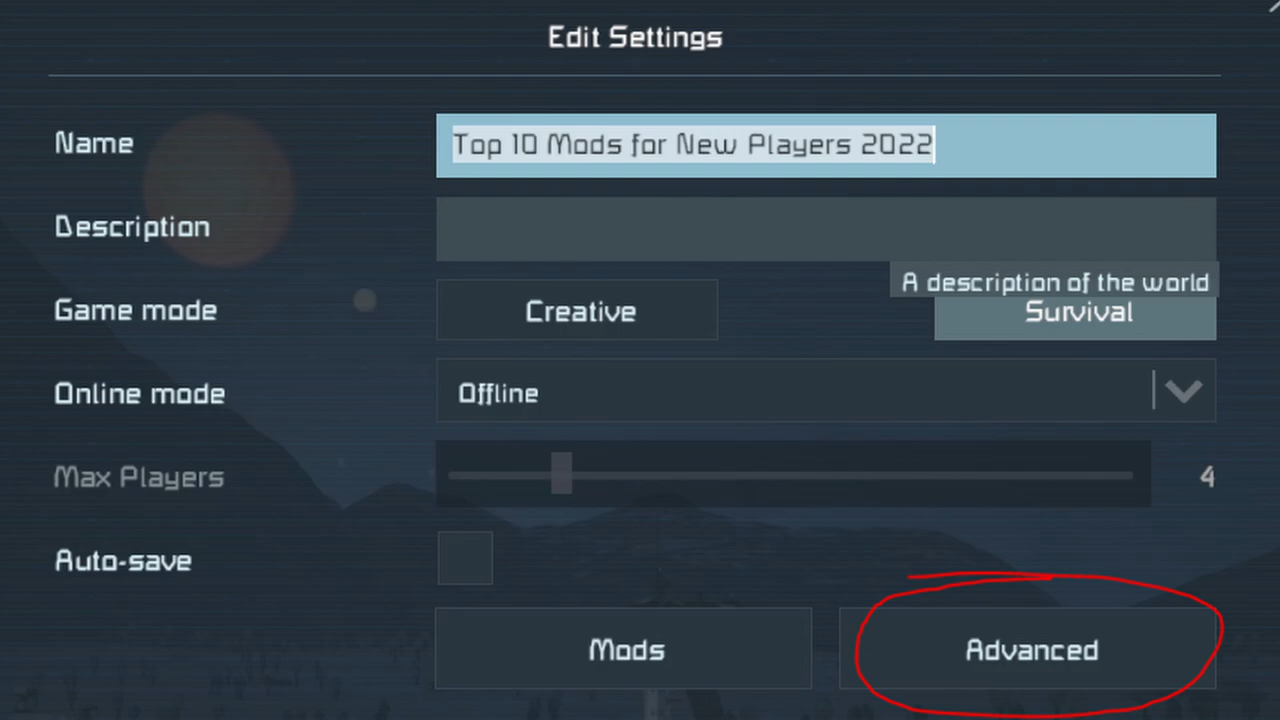 Edit Settings
Name
Top 10 Mods for New Players 2022
Description
A description of the world
Game mode
Creative
Survival
Online mode
Offline
Max Players
4
Auto-save
Mods
Advanced